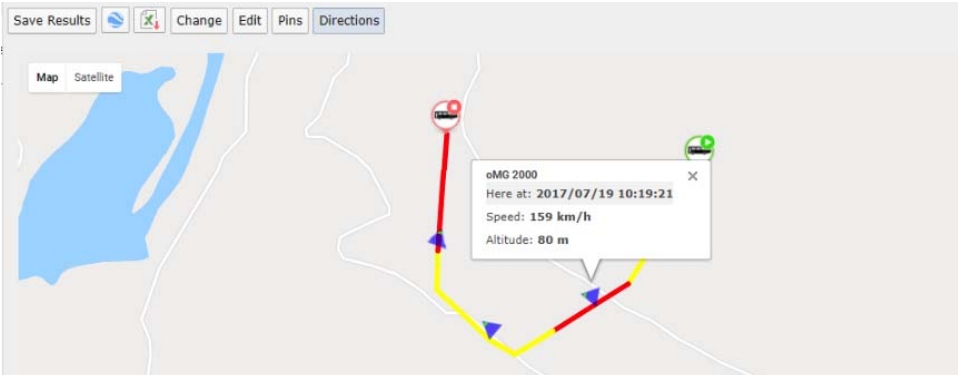 Save Results Change Edit Pins Directions
Map Satellite
oMG 2000
Here at: 2017/07/19 10:19:21
Speed: 159 km/h
Altitude: 80 m